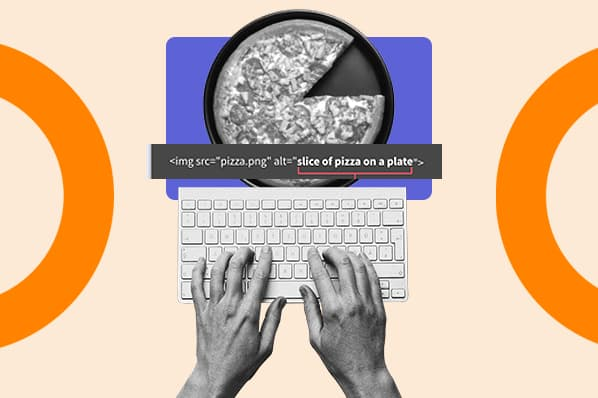 <img src="pizza.png" alt="slice of pizza on a plate">